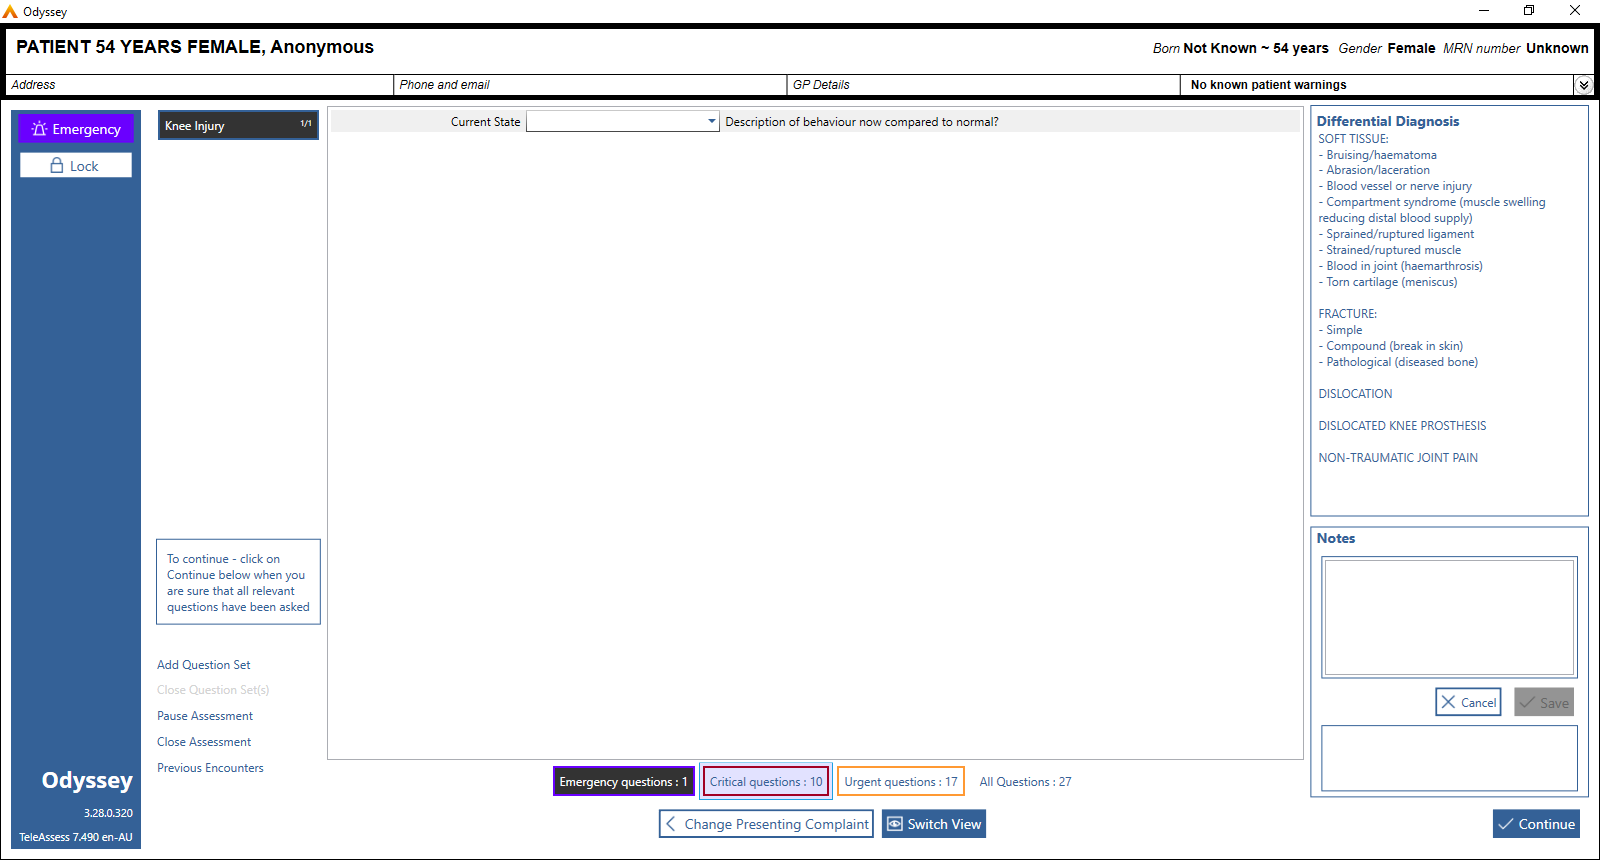 Odyssey
PATIENT 54 YEARS FEMALE, Anonymous
Born Not Known ~ 54 years Gender Female MRN number Unknown
Address
Phone and email
GP Details
No known patient warnings
Emergency
Lock
Knee Injury 1/1
Current State
Description of behaviour now compared to normal?
To continue - click on
Continue below when you
are sure that all relevant
questions have been asked
Add Question Set
Close Question Set(s)
Pause Assessment
Close Assessment
Previous Encounters
Odyssey
3.28.0.320
TeleAssess 7.490 en-AU
Emergency questions : 1
Critical questions : 10
Urgent questions : 17
All Questions : 27
Change Presenting Complaint
Switch View
Differential Diagnosis
SOFT TISSUE:
- Bruising/haematoma
- Abrasion/laceration
- Blood vessel or nerve injury
- Compartment syndrome (muscle swelling
reducing distal blood supply)
- Sprained/ruptured ligament
- Strained/ruptured muscle
- Blood in joint (haemarthrosis)
- Torn cartilage (meniscus)
FRACTURE:
- Simple
- Compound (break in skin)
- Pathological (diseased bone)
DISLOCATION
DISLOCATED KNEE PROSTHESIS
NON-TRAUMATIC JOINT PAIN
Notes
Cancel
Save
Continue